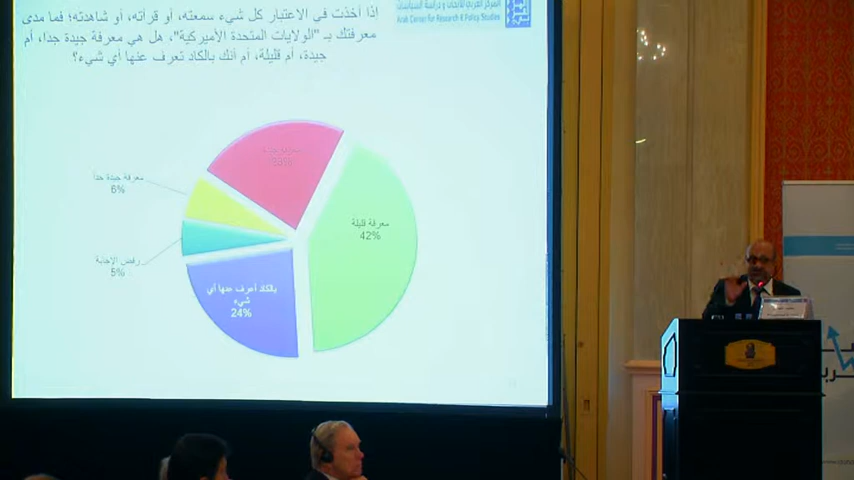 المركز العربي للأبحاث ودراسة السياسات
Arab Center for Research & Policy Studies
إذا أخذت في الاعتبار كل شيء سمعته، أو قرأته، أو شاهدته؛ فما مدى
معرفتك بـ "الولايات المتحدة الأميركية"، هل هي معرفة جيدة جدا، أم
جيدة، أم قليلة، أم أنك بالكاد تعرف عنها أي شيء؟
معرفة جيدة جدا
6%
معرفة قليلة
42%
رفض الإجابة
5%
بالكاد أعرف عنها أي
شيء
24%